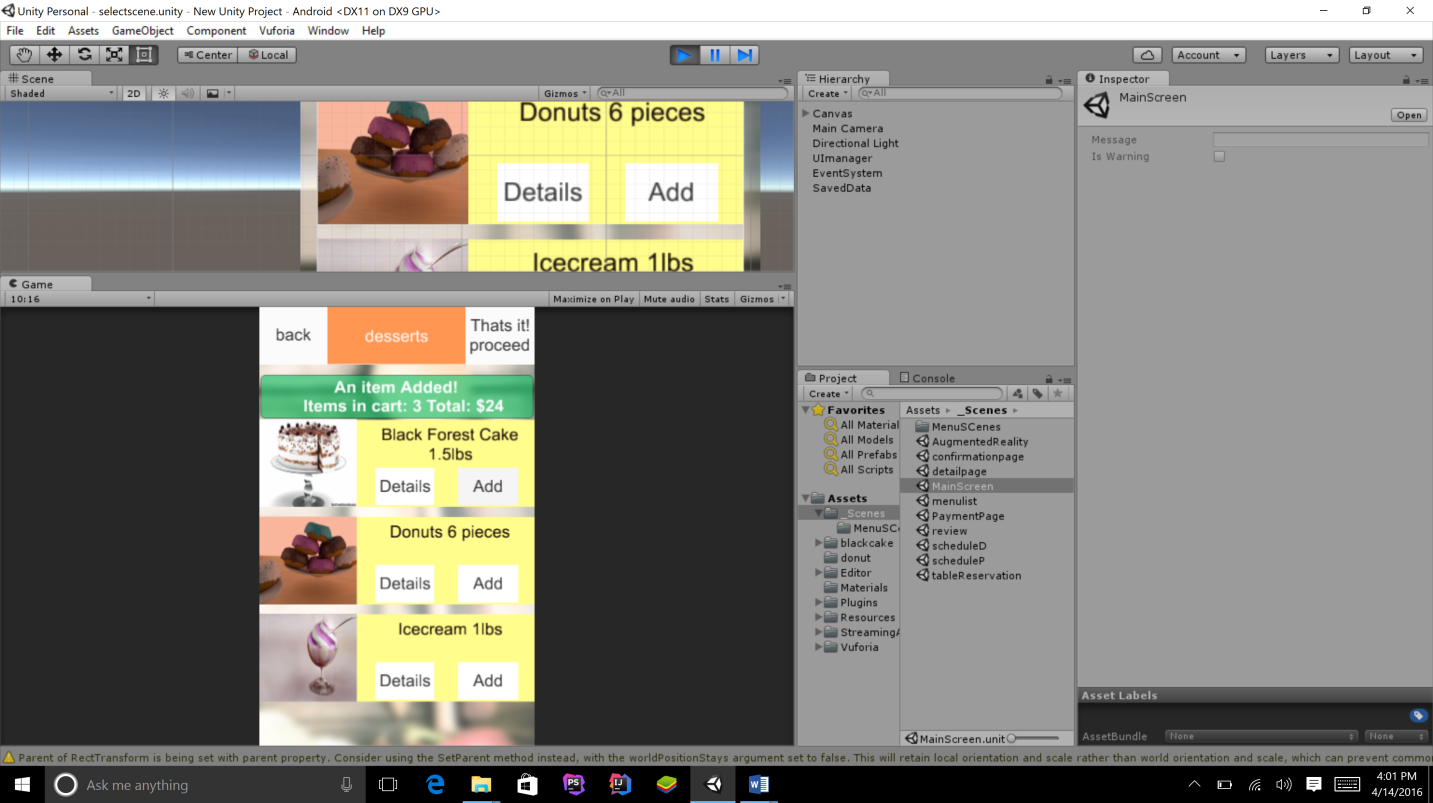 Unity Personal - selectscene.unity - New Unity Project - Android <DX11 on DX9 GPU>
File Edit Assets GameObject Component Vuforia Window Help
Center Local
Account Layers Layout
Scene
Shaded 2D Gizmos All
Donuts 6 pieces
Details Add
Icecream 1lbs
Game
10:16 Maximize on Play Mute audio Stats Gizmos
back desserts Thats it! proceed
An item Added!
Items in cart: 3 Total: $24
Black Forest Cake
1.5lbs
Details Add
Donuts 6 pieces
Details Add
Icecream 1lbs
Details Add
Hierarchy
Create All
Canvas
Main Camera
Directional Light
UImanager
EventSystem
SavedData
Project Console
Create
Favorites
All Material
All Models
All Prefabs
All Scripts
Assets
_Scenes
MenuSC
blackcake
donut
Editor
Materials
Plugins
Resources
StreamingA
Vuforia
Assets _Scenes
MenuSCenes
AugmentedReality
confirmationpage
detailpage
MainScreen
menulist
PaymentPage
review
scheduleD
scheduleP
tableReservation
MainScreen.unit
Inspector
MainScreen
Open
Message
Is Warning
Asset Labels
AssetBundle None None
Parent of RectTransform is being set with parent property. Consider using the SetParent method instead, with the worldPositionStays argument set to false. This will retain local orientation and scale rather than world orientation and scale, which can prevent commo
Ask me anything
PS
IJ
W
4:01 PM
4/14/2016